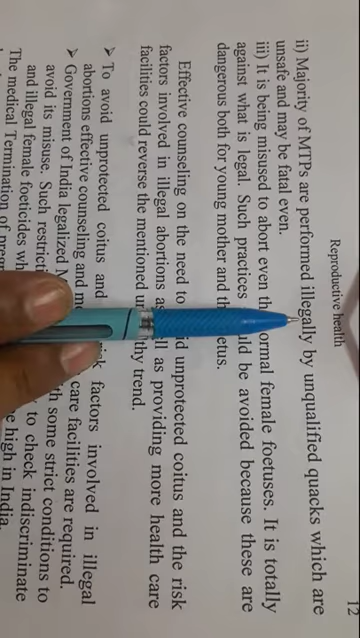 12
Reproductive health
ii) Majority of MTPs are performed illegally by unqualified quacks which are
unsafe and may be fatal even.
iii) It is being misused to abort even ormal female foetuses. It is totally
against what is legal. Such practices uld be avoided because these are
dangerous both for young mother and etus.
Effective counseling on the need to id unprotected coitus and the risk
factors involved in illegal abortions as ll as providing more health care
facilities could reverse the mentioned thy trend.
➢ To avoid unprotected coitus and risk factors involved in illegal
abortions effective counseling and care facilities are required.
➢ Government of India legalized th some strict conditions to
avoid its misuse. Such to check indiscriminate
and illegal female foeticides high in India.
The medical Termination of